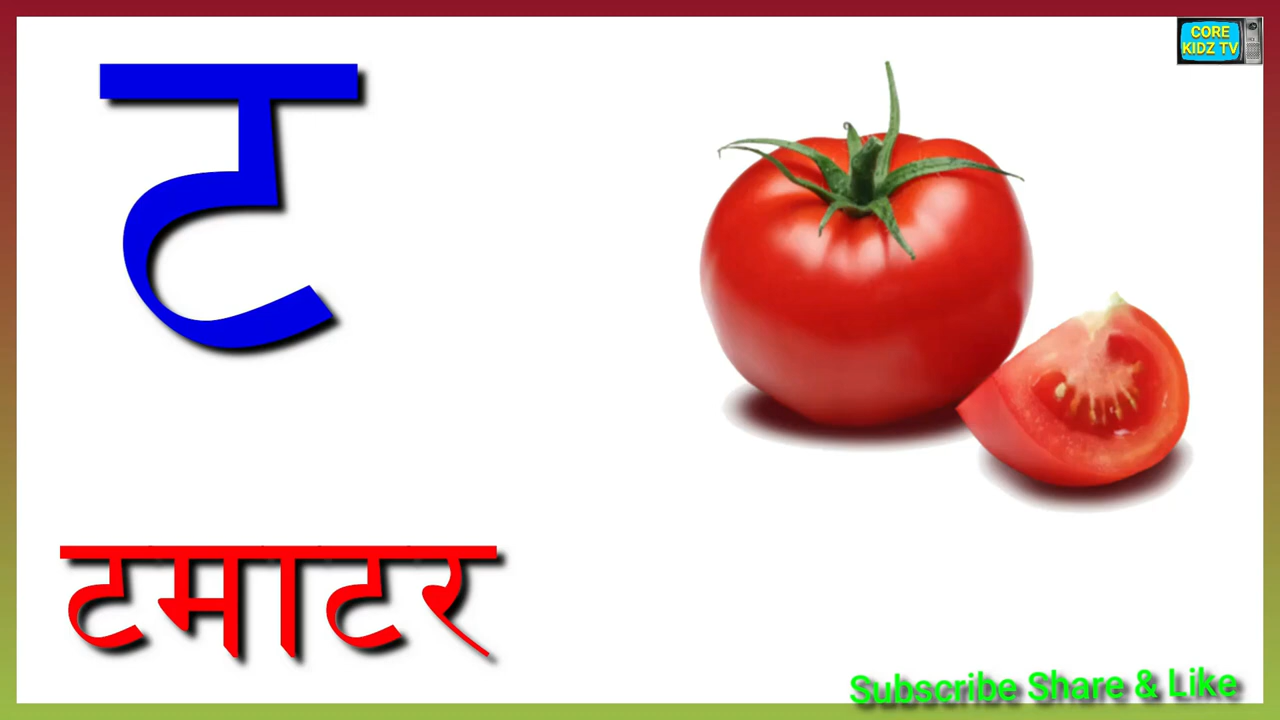 CORE
KIDZ TV
ट
टमाटर
Subscribe Share & Like